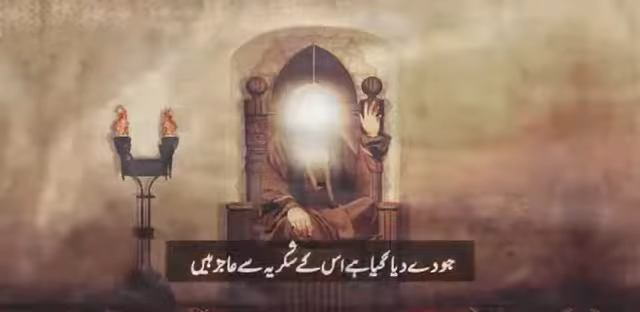 جو دے دیا گیا ہے اس کے شکریہ سے عاجز ہیں